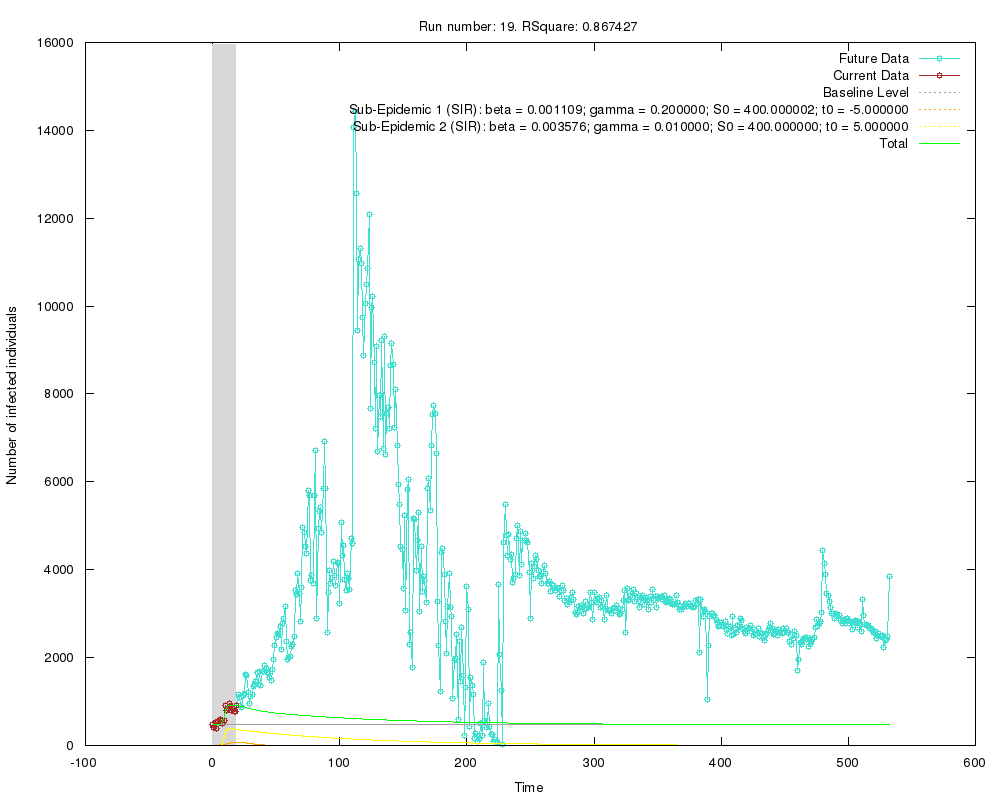 Run number: 19. RSquare: 0.867427
16000
14000
12000
10000
8000
6000
4000
2000
0
Number of infected individuals
Future Data
Current Data
Baseline Level
Sub-Epidemic 1 (SIR): beta = 0.001109; gamma = 0.200000; S0 = 400.000002; t0 = -5.000000
Sub-Epidemic 2 (SIR): beta = 0.003576; gamma = 0.010000; S0 = 400.000000; t0 = 5.000000
Total
-100 0 100 200 300 400 500 600
Time